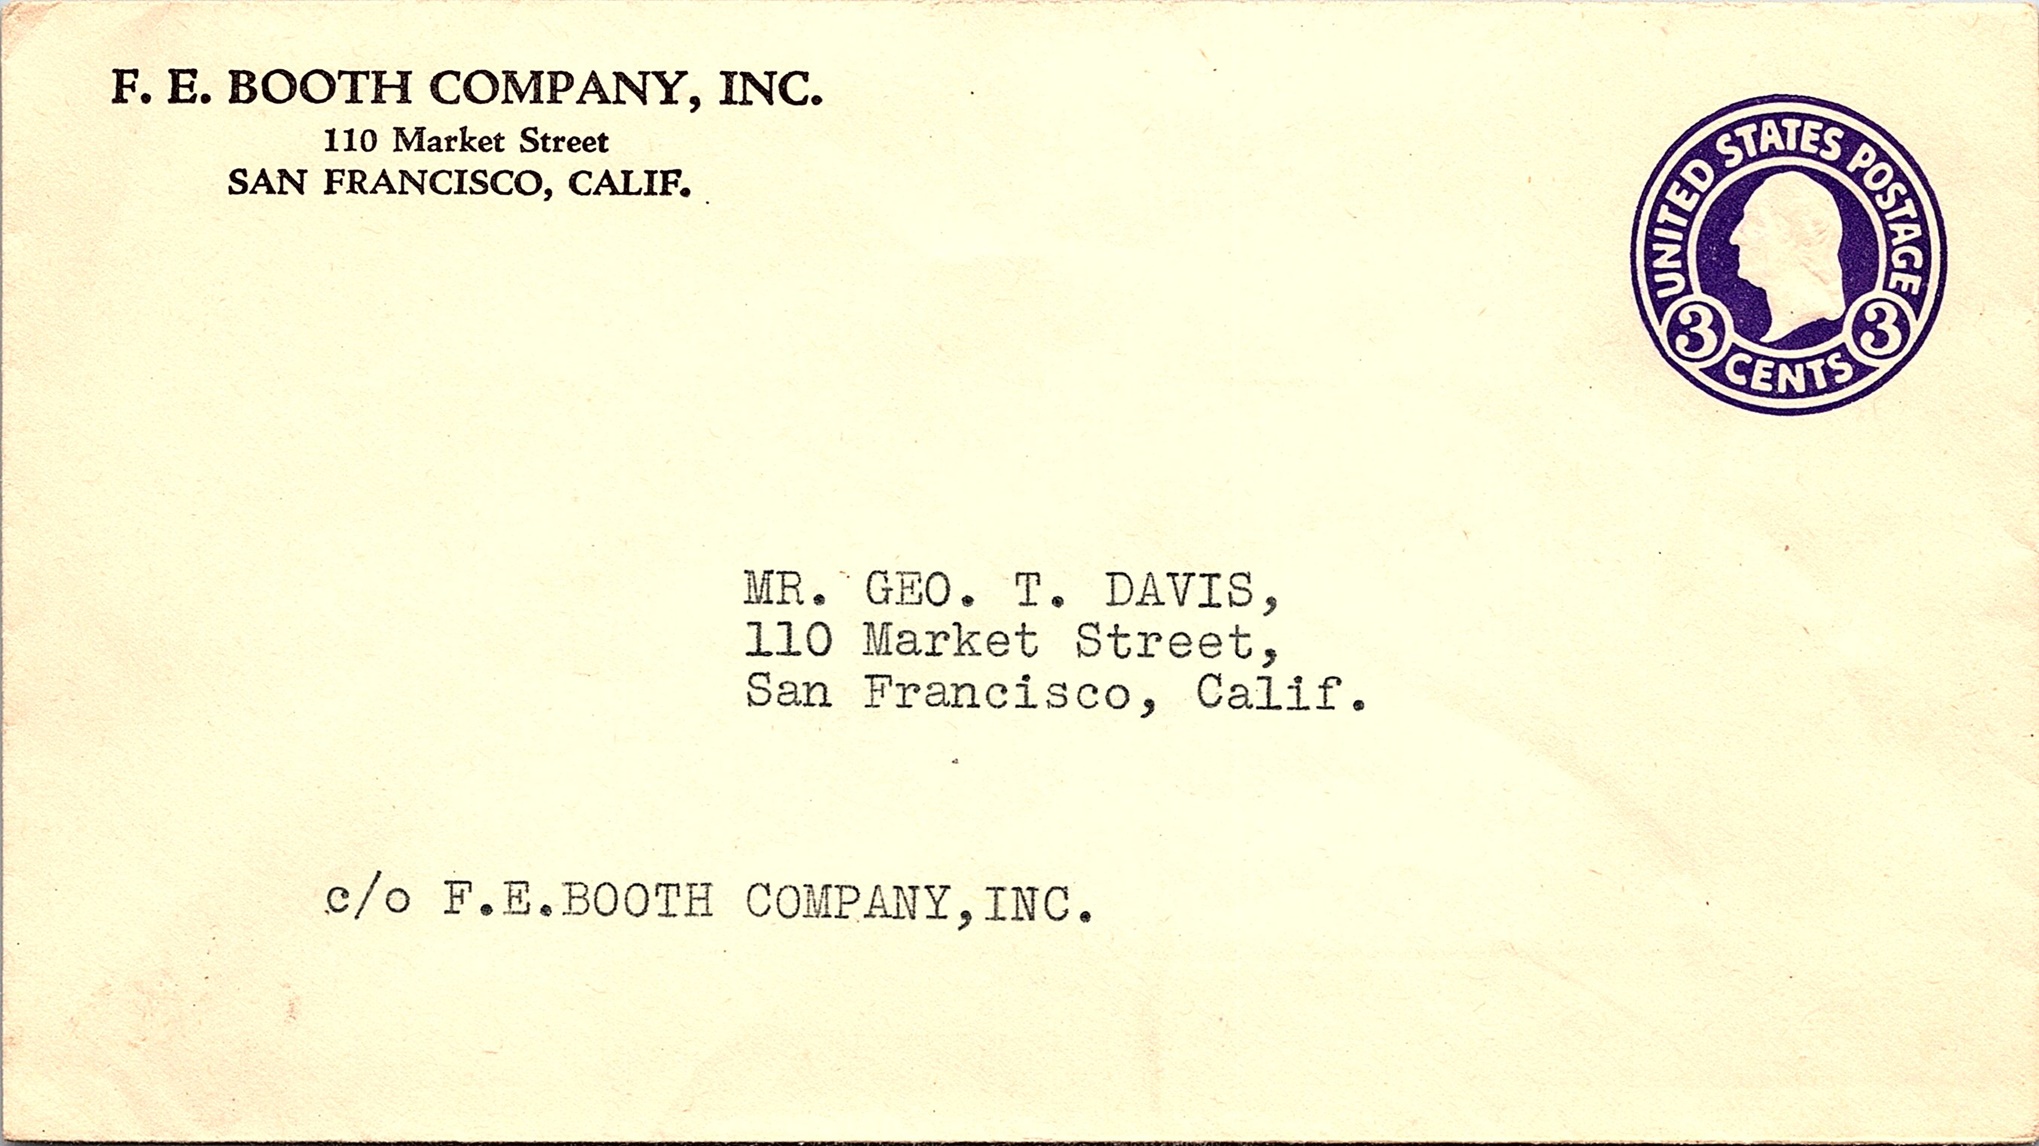 F. E. BOOTH COMPANY, INC.
110 Market Street
SAN FRANCISCO, CALIF.
UNITED STATES POSTAGE
3 CENTS 3
MR. GEO. T. DAVIS,
110 Market Street,
San Francisco, Calif.
c/o F.E.BOOTH COMPANY,INC.